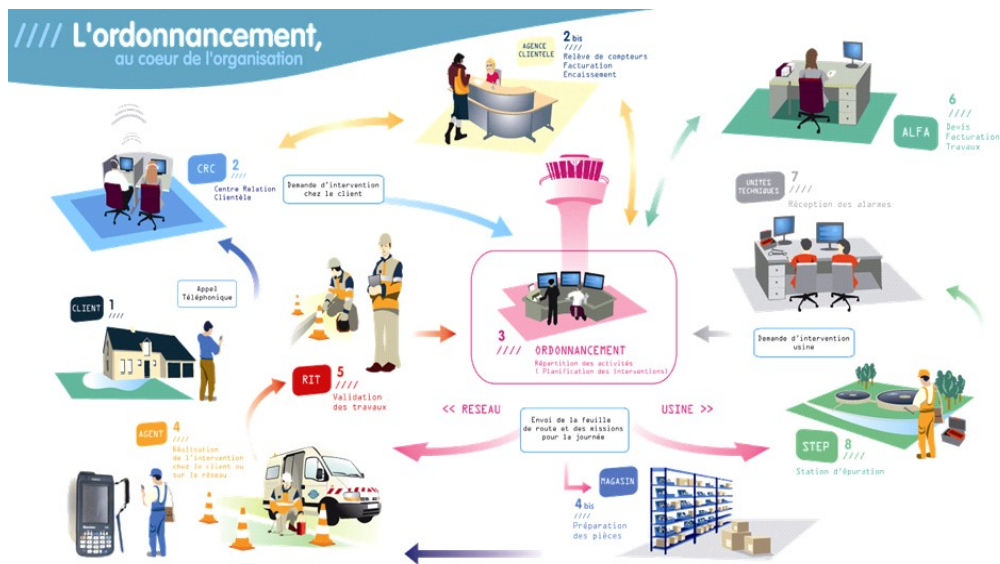 //// L'ordonnancement,
au coeur de l'organisation
AGENCE
CLIENTELE
2 bis
////
Relève de compteurs
Facturation
Encaissement
6
////
ALFA
Devis
Facturation
Travaux
CRC
2
////
Centre Relation
Clientèle
Demande d'intervention
chez le client
UNITES
TECHNIQUES
7
////
Réception des alarmes
Appel
Téléphonique
CLIENT
1
////
3
////
ORDONNANCEMENT
Répartition des activités
( Planification des interventions)
Demande d'intervention
usine
RIT
5
////
Validation
des travaux
<< RESEAU
USINE >>
Envoi de la feuille
de route et des missions
pour la journée
AGENT
4
////
Réalisation
de l'intervention
chez le client ou
sur le réseau
STEP
8
////
Station d'épuration
MAGASIN
4 bis
////
Préparation
des pièces